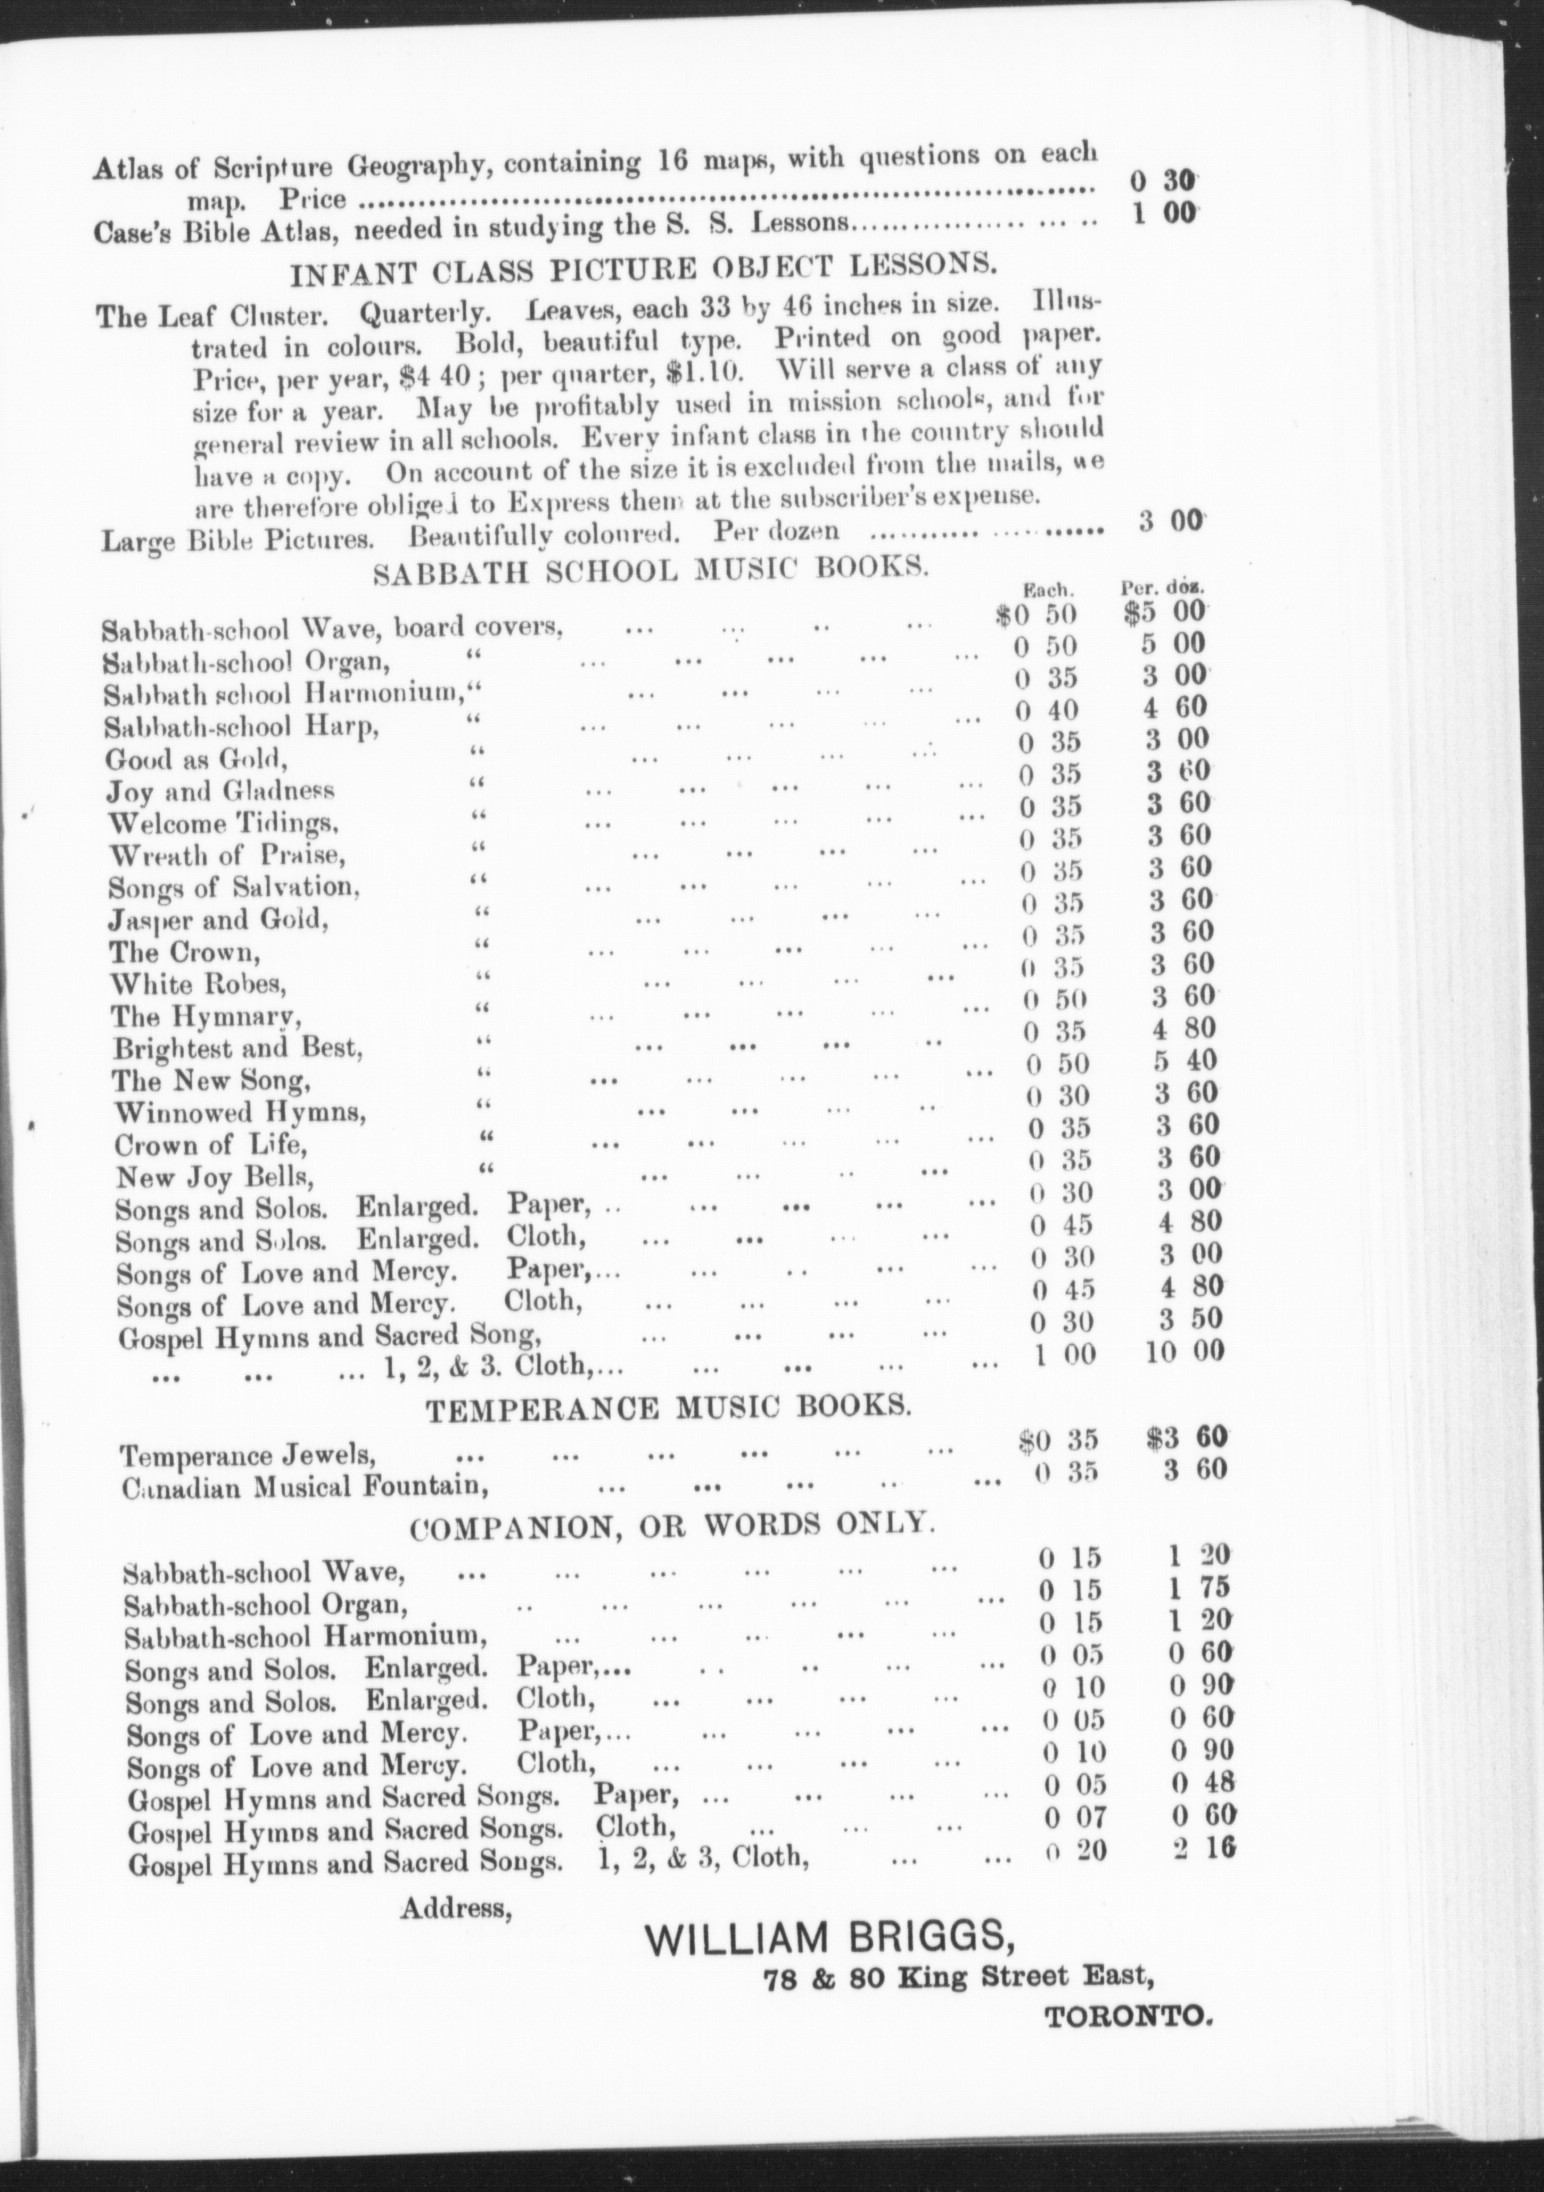 Atlas of Scripture Geography, containing 16 maps, with questions on each
map. Price .......... 0 30
Case's Bible Atlas, needed in studying the S. S. Lessons.......... 1 00
INFANT CLASS PICTURE OBJECT LESSONS.
The Leaf Cluster. Quarterly. Leaves, each 33 by 46 inches in size. Illus-
trated in colours. Bold, beautiful type. Printed on good paper.
Price, per year, $4 40; per quarter, $1.10. Will serve a class of any
size for a year. May be profitably used in mission schools, and for
general review in all schools. Every infant class in the country should
have a copy. On account of the size it is excluded from the mails, we
are therefore obliged to Express them at the subscriber's expense.
Large Bible Pictures. Beautifully coloured. Per dozen .......... 3 00
SABBATH SCHOOL MUSIC BOOKS.
Each. Per. doz.
Sabbath-school Wave, board covers, ... ... .. ... $0 50 $5 00
Sabbath-school Organ, “ ... ... ... ... ... 0 50 5 00
Sabbath school Harmonium, “ ... ... ... ... 0 35 3 00
Sabbath-school Harp, “ ... ... ... ... ... 0 40 4 60
Good as Gold, “ ... ... ... ... 0 35 3 00
Joy and Gladness “ ... ... ... ... ... 0 35 3 60
Welcome Tidings, “ ... ... ... ... ... 0 35 3 60
Wreath of Praise, “ ... ... ... ... 0 35 3 60
Songs of Salvation, “ ... ... ... ... ... 0 35 3 60
Jasper and Gold, “ ... ... ... ... 0 35 3 60
The Crown, “ ... ... ... ... ... 0 35 3 60
White Robes, “ ... ... ... ... 0 35 3 60
The Hymnary, “ ... ... ... ... ... 0 50 3 60
Brightest and Best, “ ... ... ... .. 0 35 4 80
The New Song, “ ... ... ... ... ... 0 50 5 40
Winnowed Hymns, “ ... ... ... .. 0 30 3 60
Crown of Life, “ ... ... ... ... ... 0 35 3 60
New Joy Bells, “ ... ... .. ... 0 35 3 60
Songs and Solos. Enlarged. Paper, .. ... ... ... ... 0 30 3 00
Songs and Solos. Enlarged. Cloth, ... ... ... ... 0 45 4 80
Songs of Love and Mercy. Paper,... ... .. ... ... 0 30 3 00
Songs of Love and Mercy. Cloth, ... ... ... ... 0 45 4 80
Gospel Hymns and Sacred Song, ... ... ... ... 0 30 3 50
... ... ... 1, 2, & 3. Cloth,... ... ... ... ... 1 00 10 00
TEMPERANCE MUSIC BOOKS.
Temperance Jewels, ... ... ... ... ... ... $0 35 $3 60
Canadian Musical Fountain, ... ... ... .. ... 0 35 3 60
COMPANION, OR WORDS ONLY.
Sabbath-school Wave, ... ... ... ... ... ... 0 15 1 20
Sabbath-school Organ, .. ... ... ... ... ... 0 15 1 75
Sabbath-school Harmonium, ... ... ... ... ... 0 15 1 20
Songs and Solos. Enlarged. Paper,... .. .. ... ... 0 05 0 60
Songs and Solos. Enlarged. Cloth, ... ... ... ... 0 10 0 90
Songs of Love and Mercy. Paper,... ... ... ... ... 0 05 0 60
Songs of Love and Mercy. Cloth, ... ... ... ... 0 10 0 90
Gospel Hymns and Sacred Songs. Paper, ... ... ... ... 0 05 0 48
Gospel Hymns and Sacred Songs. Cloth, ... ... ... 0 07 0 60
Gospel Hymns and Sacred Songs. 1, 2, & 3, Cloth, ... ... 0 20 2 16
Address,
WILLIAM BRIGGS,
78 & 80 King Street East,
TORONTO.